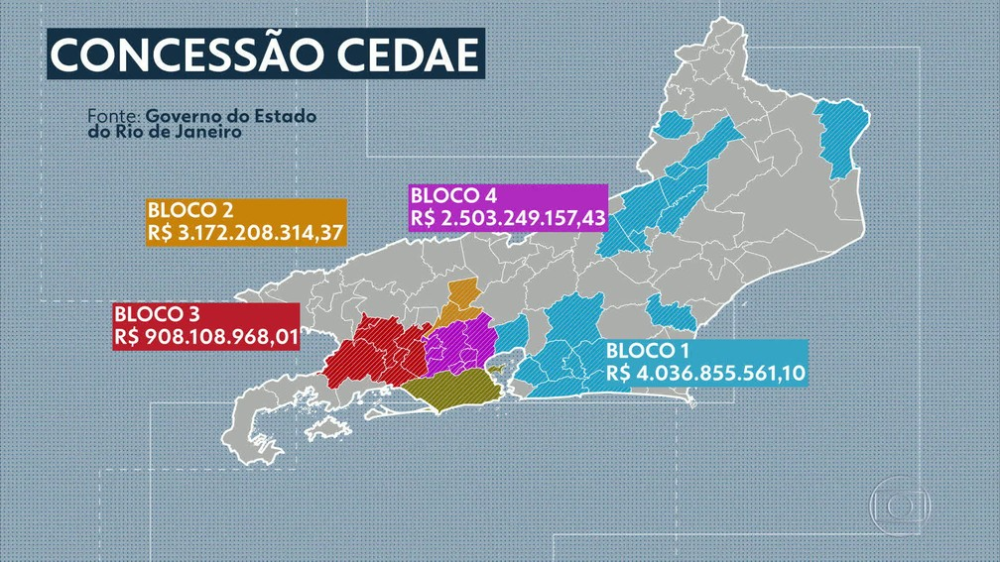 CONCESSÃO CEDAE
Fonte: Governo do Estado
do Rio de Janeiro
BLOCO 4
R$ 2.503.249.157,43
BLOCO 2
R$ 3.172.208.314,37
BLOCO 3
R$ 908.108.968,01
BLOCO 1
R$ 4.036.855.561,10